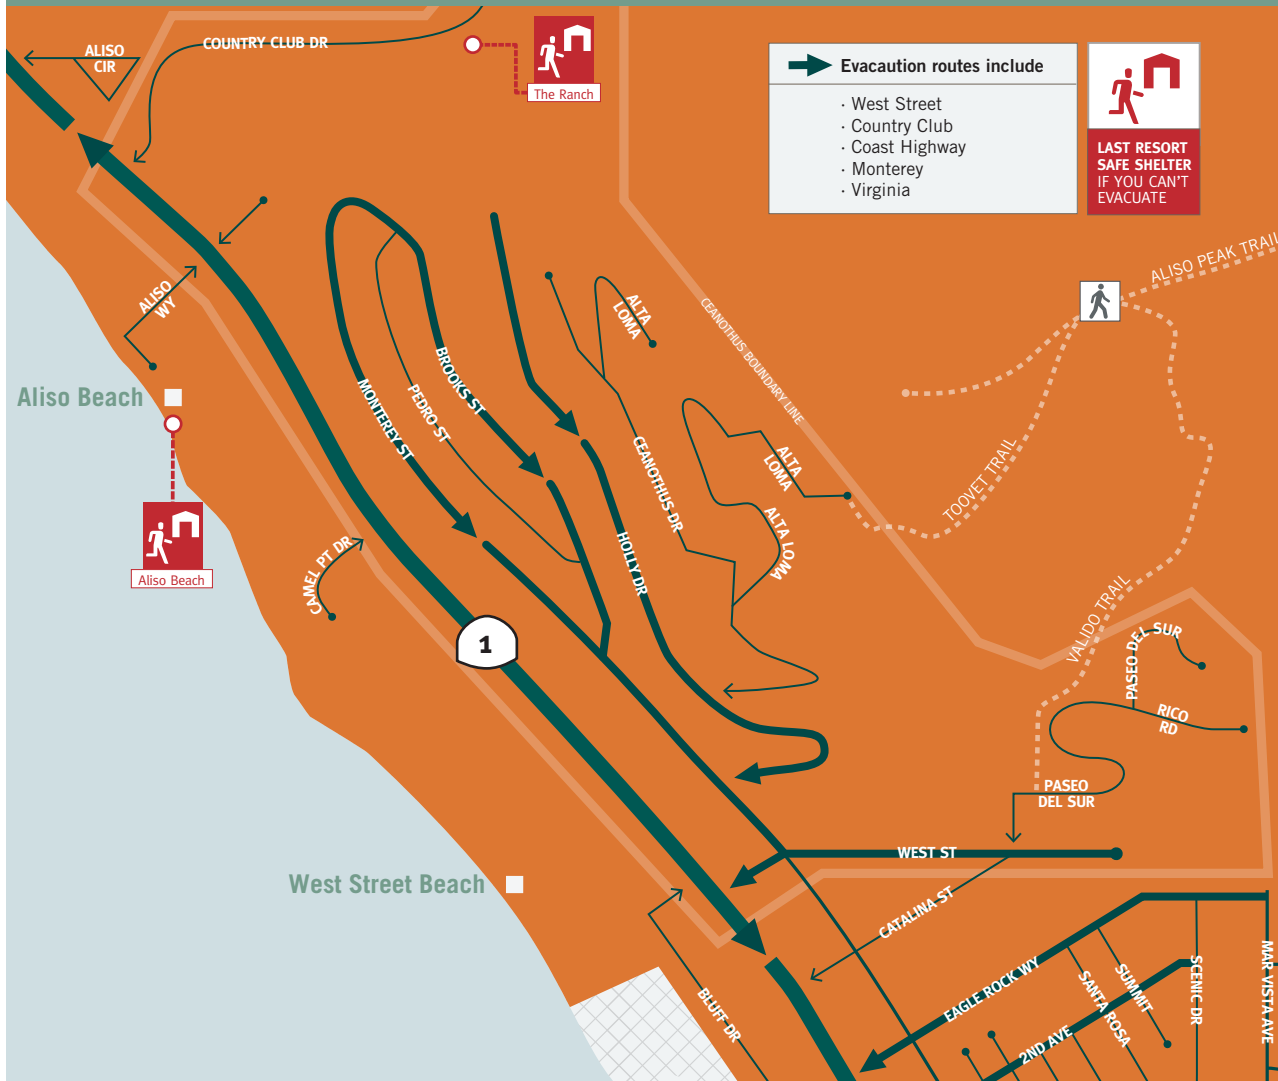 ALISO
CIR
COUNTRY CLUB DR
The Ranch
Evacaution routes include
· West Street
· Country Club
· Coast Highway
· Monterey
· Virginia
LAST RESORT
SAFE SHELTER
IF YOU CAN'T
EVACUATE
ALISO PEAK TRAIL
ALISO
WY
ALTA
LOMA
CEANOTHUS BOUNDARY LINE
Aliso Beach
BROOKS ST
MONTEREY ST
PEDRO ST
CEANOTHUS DR
ALTA
LOMA
TOOVET TRAIL
ALTA LOMA
HOLLY DR
CAMEL PT DR
Aliso Beach
1
VALIDO TRAIL
PASEO DEL SUR
RICO
RD
PASEO
DEL SUR
WEST ST
West Street Beach
CATALINA ST
EAGLE ROCK WY
BLUFF DR
2ND AVE
SANTA ROSA
SUMMIT
SCENIC DR
MAR VISTA AVE